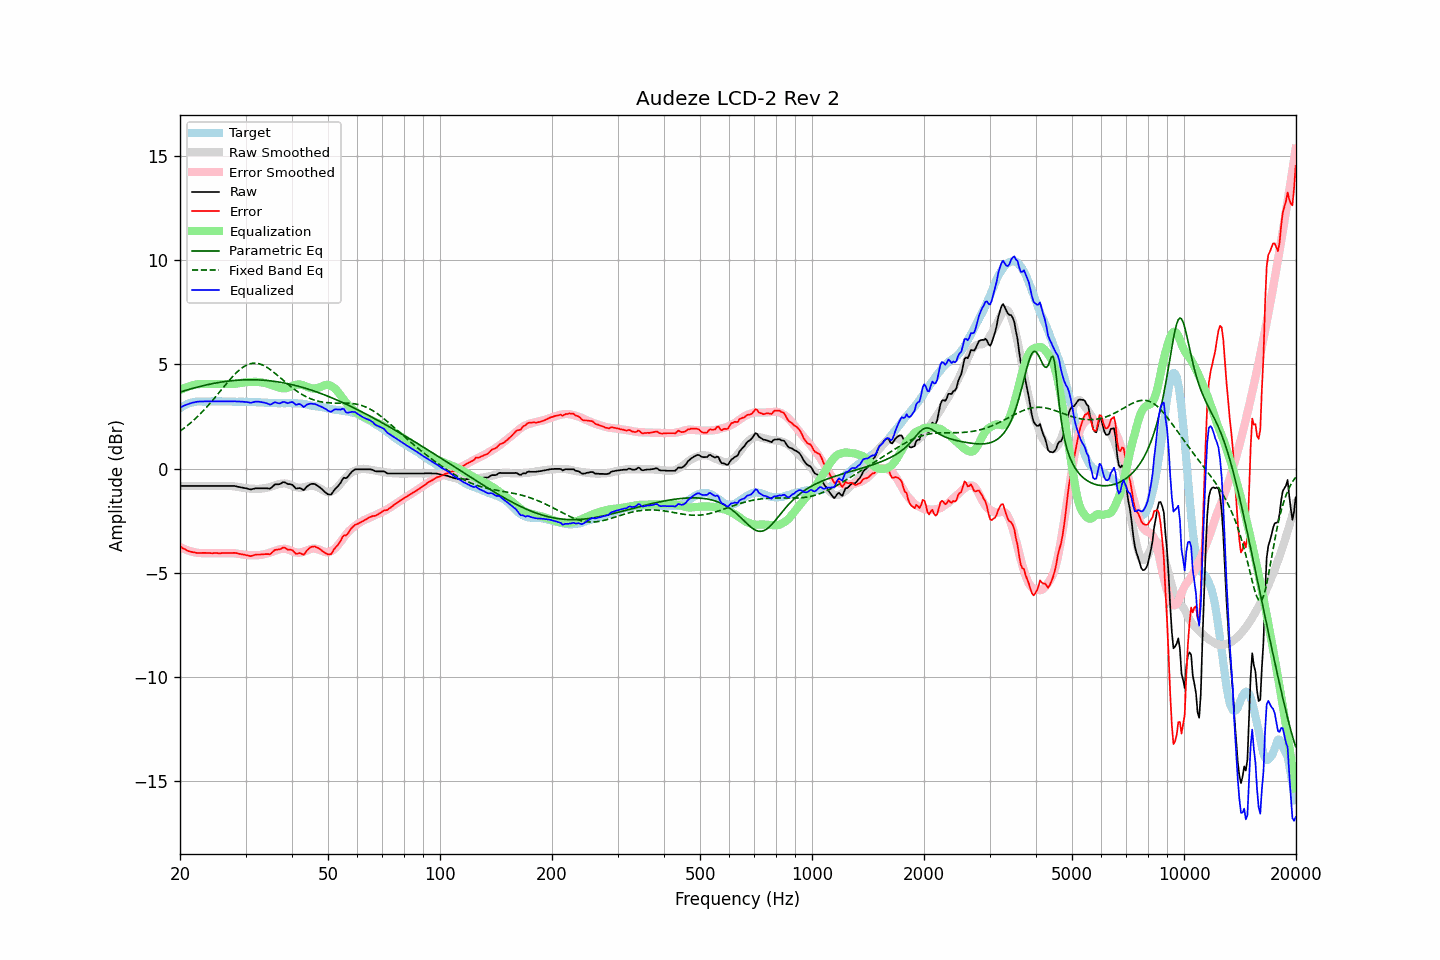 Audeze LCD-2 Rev 2
Target
Raw Smoothed
Error Smoothed
Raw
Error
Equalization
Parametric Eq
Fixed Band Eq
Equalized
Amplitude (dBr)
15
10
5
0
−5
−10
−15
20
50
100
200
500
1000
2000
5000
10000
20000
Frequency (Hz)